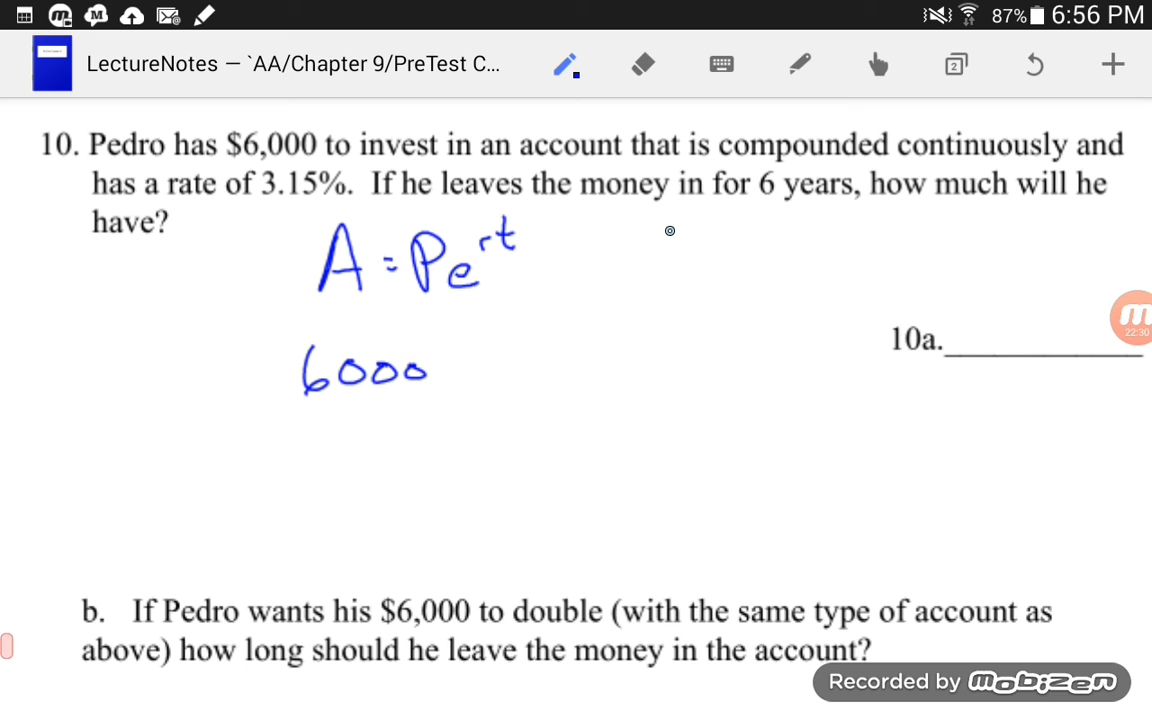 87% 6:56 PM
LectureNotes — `AA/Chapter 9/PreTest C...
2
10. Pedro has $6,000 to invest in an account that is compounded continuously and
has a rate of 3.15%. If he leaves the money in for 6 years, how much will he
have?
A = Pe^rt
22:30
10a.
6000
b. If Pedro wants his $6,000 to double (with the same type of account as
above) how long should he leave the money in the account?
Recorded by mobizen